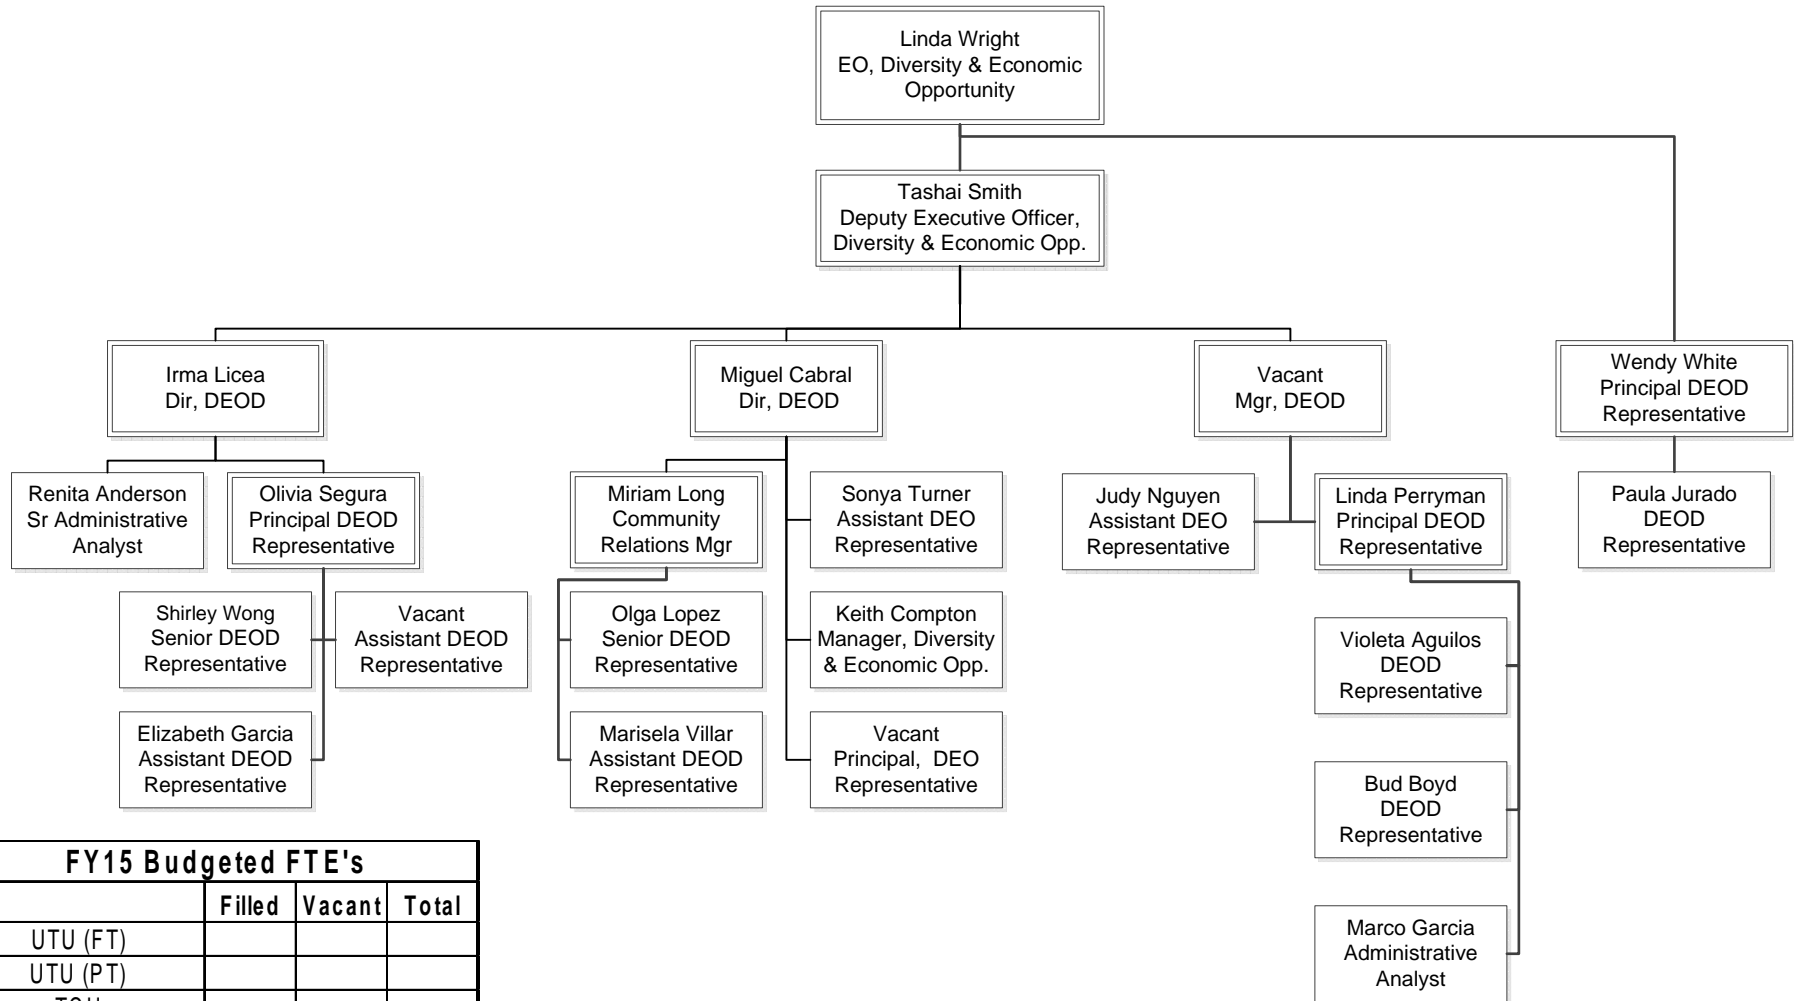 Linda Wright
EO, Diversity & Economic
Opportunity
Tashai Smith
Deputy Executive Officer,
Diversity & Economic Opp.
Irma Licea
Dir, DEOD
Miguel Cabral
Dir, DEOD
Vacant
Mgr, DEOD
Wendy White
Principal DEOD
Representative
Renita Anderson
Sr Administrative
Analyst
Olivia Segura
Principal DEOD
Representative
Miriam Long
Community
Relations Mgr
Sonya Turner
Assistant DEO
Representative
Judy Nguyen
Assistant DEO
Representative
Linda Perryman
Principal DEOD
Representative
Paula Jurado
DEOD
Representative
Shirley Wong
Senior DEOD
Representative
Vacant
Assistant DEOD
Representative
Olga Lopez
Senior DEOD
Representative
Keith Compton
Manager, Diversity
& Economic Opp.
Violeta Aguilos
DEOD
Representative
Elizabeth Garcia
Assistant DEOD
Representative
Marisela Villar
Assistant DEOD
Representative
Vacant
Principal, DEO
Representative
Bud Boyd
DEOD
Representative
Marco Garcia
Administrative
Analyst
FY15 Budgeted FTE's
Filled Vacant Total
UTU (FT)
UTU (PT)